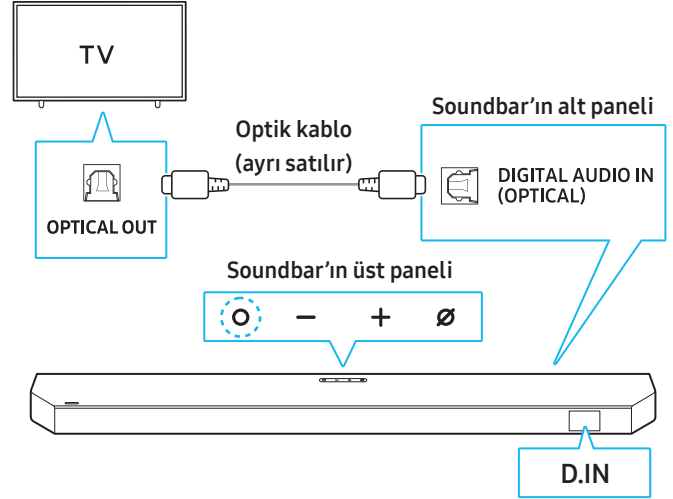 TV
Soundbar’ın alt paneli
Optik kablo
(ayrı satılır)
DIGITAL AUDIO IN
(OPTICAL)
OPTICAL OUT
Soundbar’ın üst paneli
D.IN